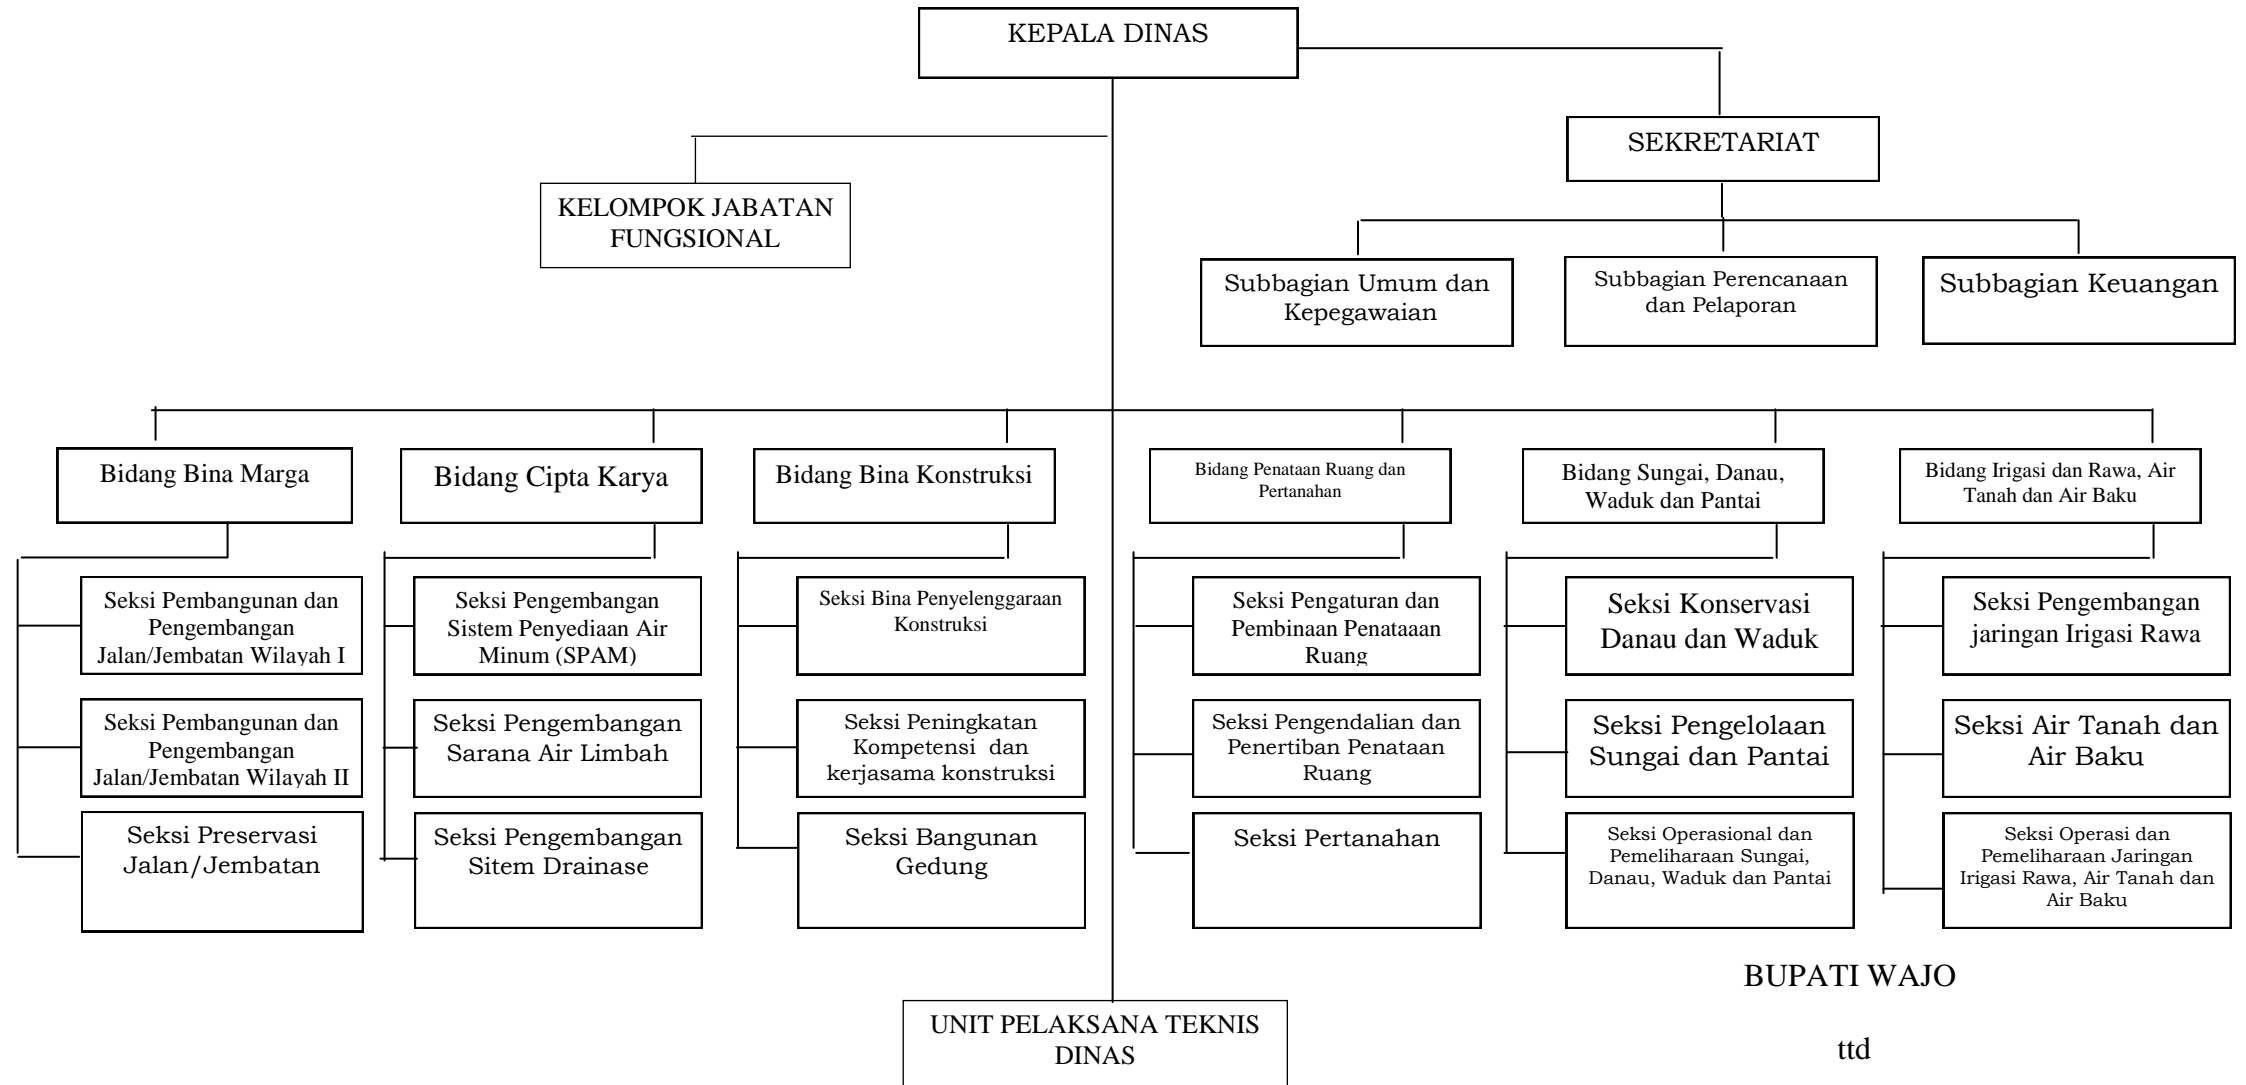 KEPALA DINAS
SEKRETARIAT
KELOMPOK JABATAN
FUNGSIONAL
Subbagian Umum dan
Kepegawaian
Subbagian Perencanaan
dan Pelaporan
Subbagian Keuangan
Bidang Bina Marga
Bidang Cipta Karya
Bidang Bina Konstruksi
Bidang Penataan Ruang dan
Pertanahan
Bidang Sungai, Danau,
Waduk dan Pantai
Bidang Irigasi dan Rawa, Air
Tanah dan Air Baku
Seksi Pembangunan dan
Pengembangan
Jalan/Jembatan Wilayah I
Seksi Pengembangan
Sistem Penyediaan Air
Minum (SPAM)
Seksi Bina Penyelenggaraan
Konstruksi
Seksi Pengaturan dan
Pembinaan Penataaan
Ruang
Seksi Konservasi
Danau dan Waduk
Seksi Pengembangan
jaringan Irigasi Rawa
Seksi Pembangunan dan
Pengembangan
Jalan/Jembatan Wilayah II
Seksi Pengembangan
Sarana Air Limbah
Seksi Peningkatan
Kompetensi dan
kerjasama konstruksi
Seksi Pengendalian dan
Penertiban Penataan
Ruang
Seksi Pengelolaan
Sungai dan Pantai
Seksi Air Tanah dan
Air Baku
Seksi Preservasi
Jalan/Jembatan
Seksi Pengembangan
Sitem Drainase
Seksi Bangunan
Gedung
Seksi Pertanahan
Seksi Operasional dan
Pemeliharaan Sungai,
Danau, Waduk dan Pantai
Seksi Operasi dan
Pemeliharaan Jaringan
Irigasi Rawa, Air Tanah dan
Air Baku
BUPATI WAJO
UNIT PELAKSANA TEKNIS
DINAS
ttd